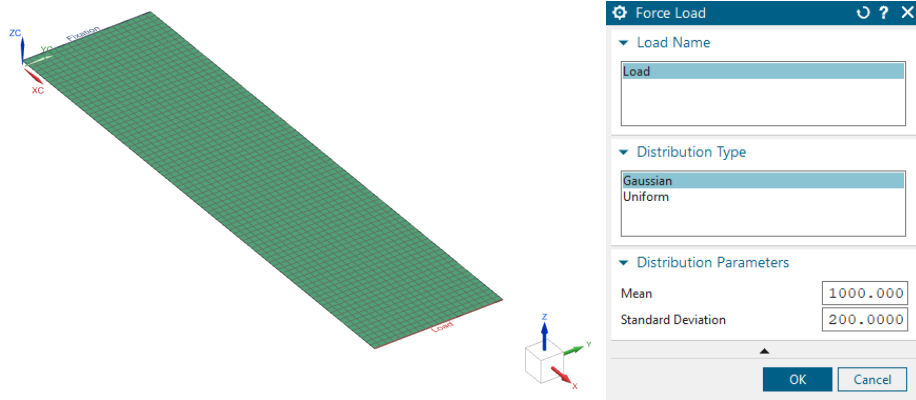 ZC
YC
XC
Fixation
Load
Z
Y
X
Force Load
?
Load Name
Load
Distribution Type
Gaussian
Uniform
Distribution Parameters
Mean 1000.000
Standard Deviation 200.0000
OK Cancel